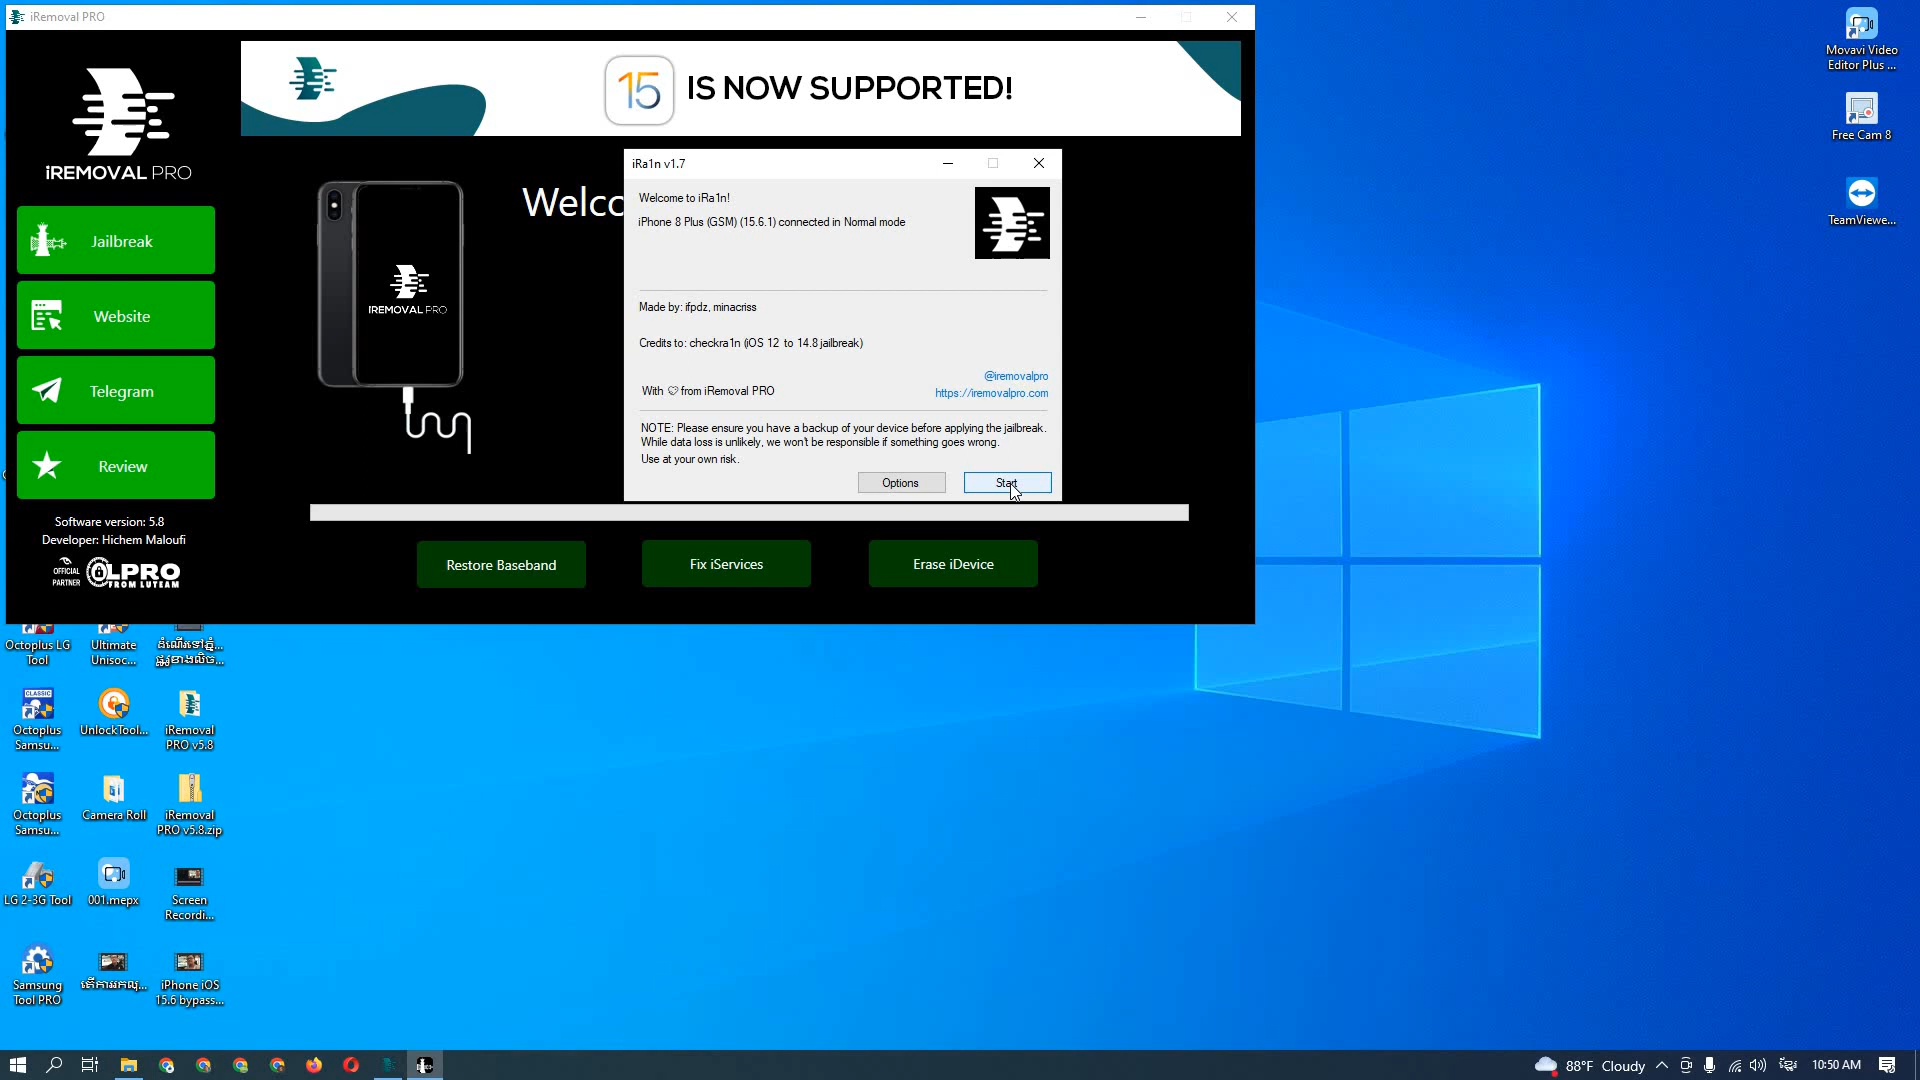 iRemoval PRO
iREMOVAL PRO
15
IS NOW SUPPORTED!
Jailbreak
Website
Telegram
Review
Software version: 5.8
Developer: Hichem Maloufi
OFFICIAL
PARTNER
LPRO
FROM LUTEAM
IREMOVAL PRO
Welco
iRa1n v1.7
Welcome to iRa1n!
iPhone 8 Plus (GSM) (15.6.1) connected in Normal mode
Made by: ifpdz, minacriss
Credits to: checkra1n (iOS 12 to 14.8 jailbreak)
@iremovalpro
With ♡ from iRemoval PRO
https://iremovalpro.com
NOTE: Please ensure you have a backup of your device before applying the jailbreak.
While data loss is unlikely, we won't be responsible if something goes wrong.
Use at your own risk.
Options
Start
Restore Baseband
Fix iServices
Erase iDevice
Movavi Video
Editor Plus ...
Free Cam 8
TeamViewe...
Octoplus LG
Tool
Ultimate
Unisoc...
CLASSIC
Octoplus
Samsu...
UnlockTool...
iRemoval
PRO v5.8
Octoplus
Samsu...
Camera Roll
iRemoval
PRO v5.8.zip
LG 2-3G Tool
001.mepx
Screen
Recordi...
Samsung
Tool PRO
iPhone iOS
15.6 bypass...
88°F Cloudy
10:50 AM